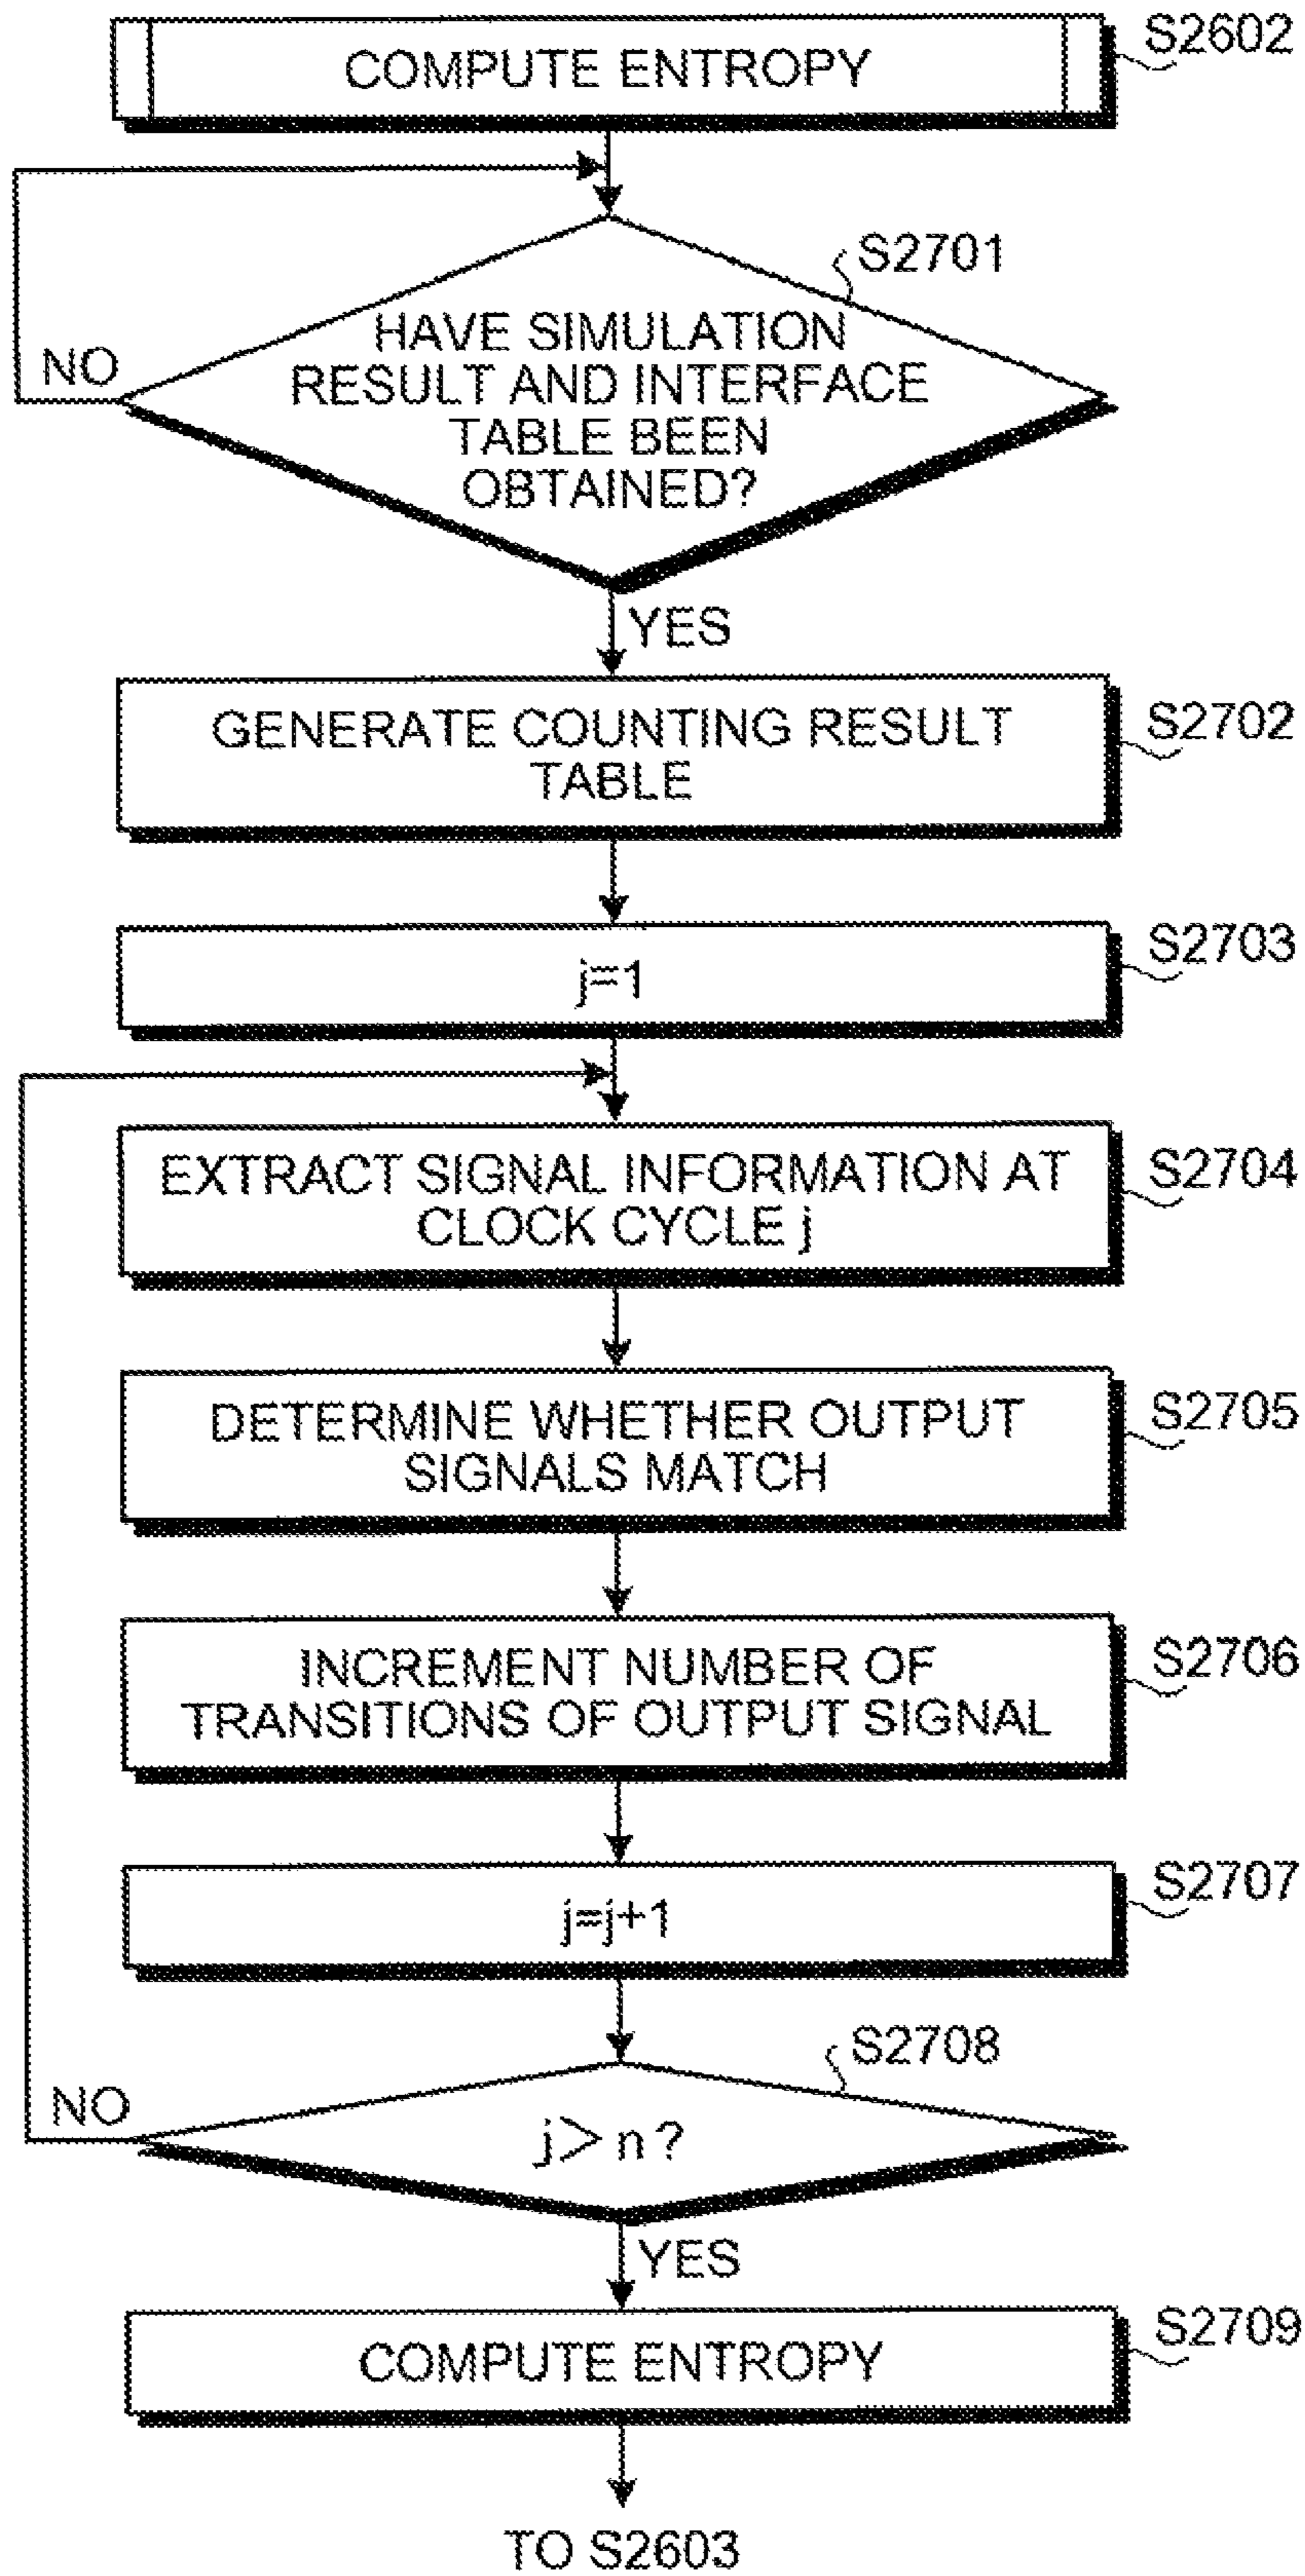 COMPUTE ENTROPY
S2602
S2701
HAVE SIMULATION
RESULT AND INTERFACE
TABLE BEEN
OBTAINED?
NO
YES
GENERATE COUNTING RESULT
TABLE
S2702
j=1
S2703
EXTRACT SIGNAL INFORMATION AT
CLOCK CYCLE j
S2704
DETERMINE WHETHER OUTPUT
SIGNALS MATCH
S2705
INCREMENT NUMBER OF
TRANSITIONS OF OUTPUT SIGNAL
S2706
j=j+1
S2707
S2708
j>n?
NO
YES
COMPUTE ENTROPY
S2709
TO S2603